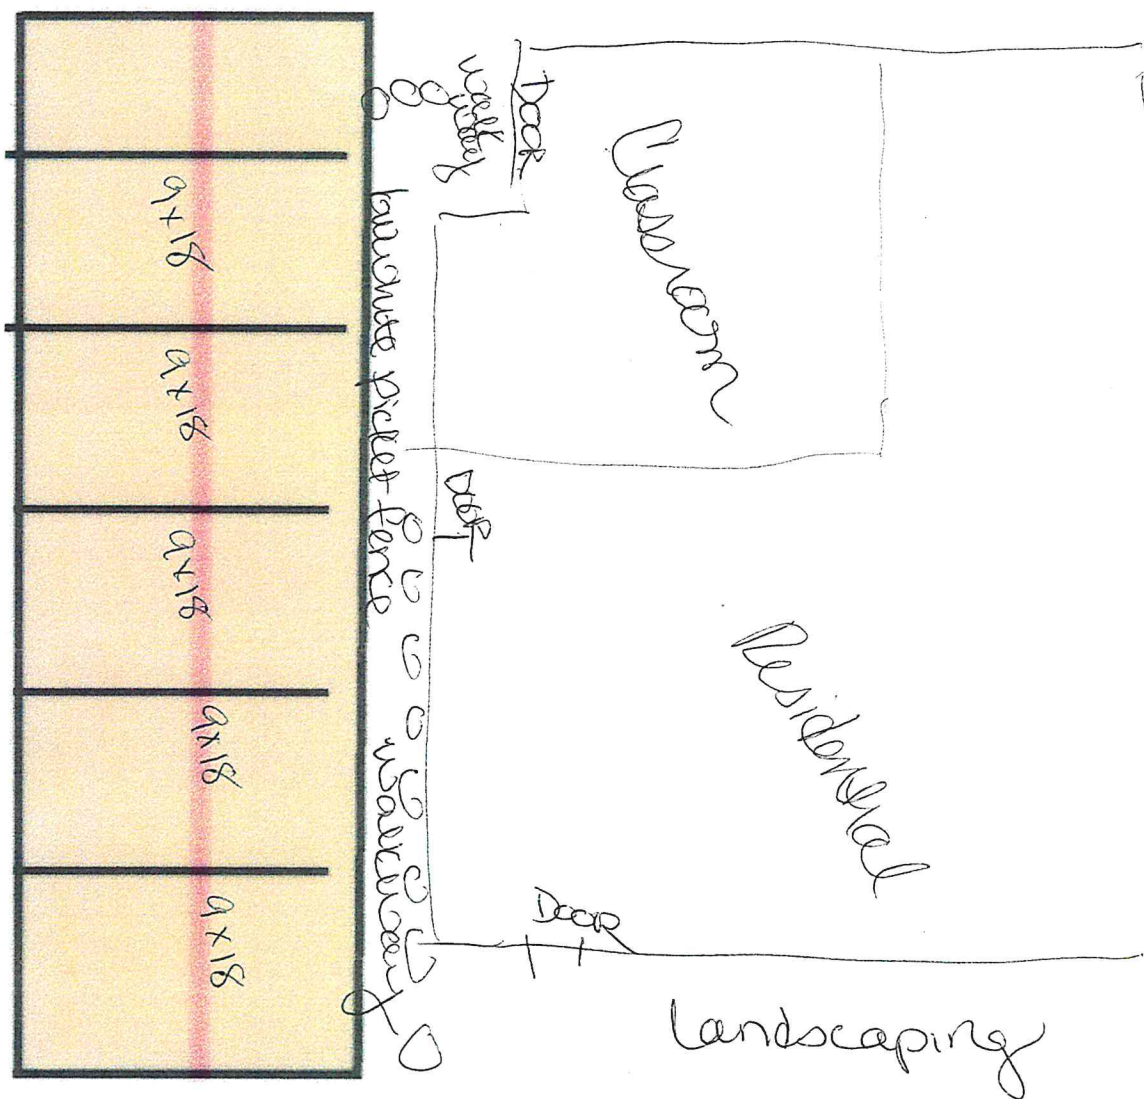 Door
walk
way
Classroom
9x18
9x18
9x18
9x18
9x18
white picket fence
Door
Residential
walkway
Door
Landscaping